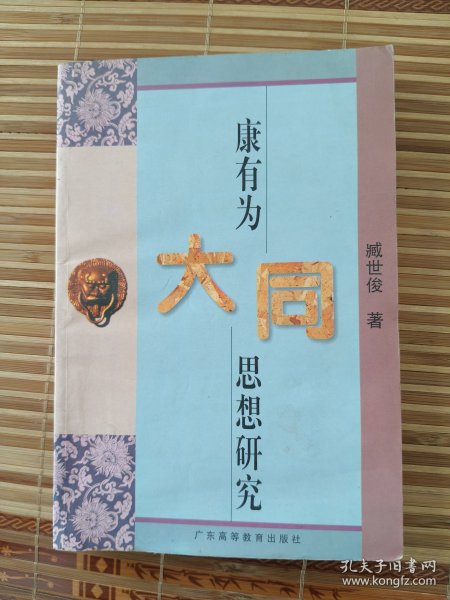 康有为
大同
思想研究
臧世俊 著
广东高等教育出版社
孔夫子旧书网
www.kongfz.com